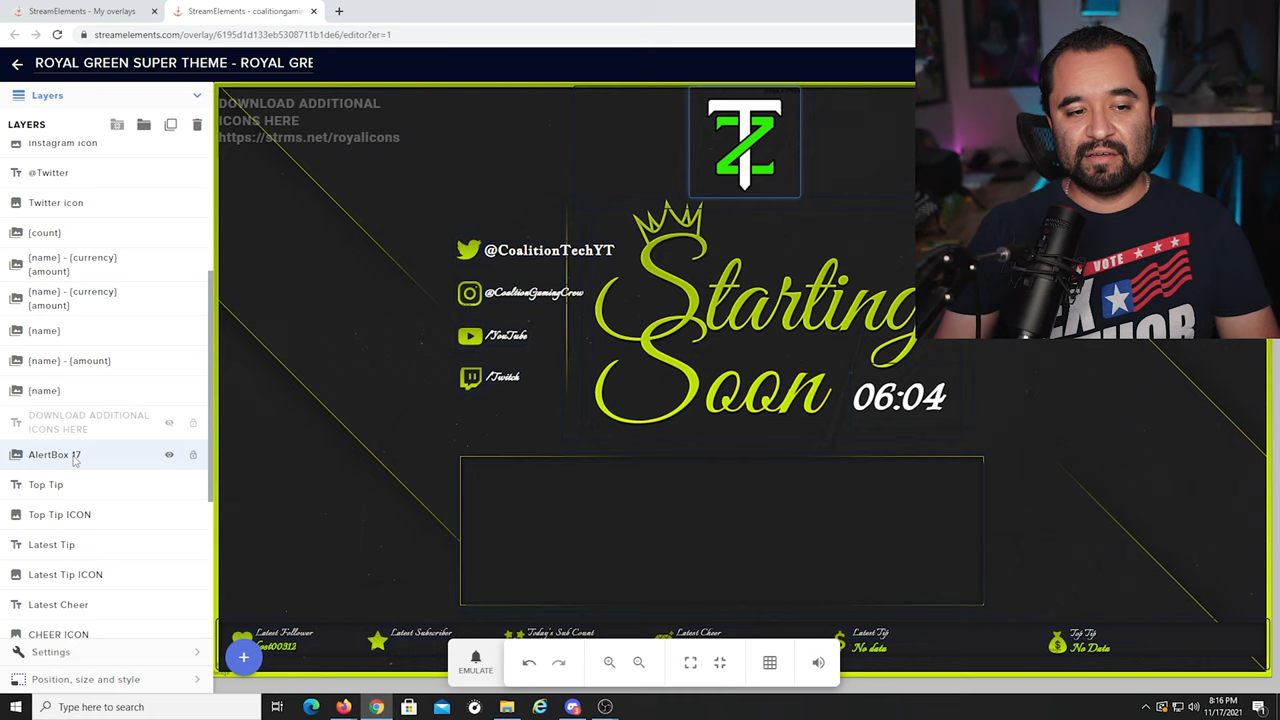 StreamElements - My overlays
StreamElements - coalitiongamin
streamelements.com/overlay/6195d1d133eb5308711b1de6/editor?er=1
ROYAL GREEN SUPER THEME - ROYAL GRE
Layers
LAYERS
Instagram icon
@Twitter
Twitter icon
{count}
{name} - {currency}
{amount}
{name} - {currency}
{amount}
{name}
{name} - {amount}
{name}
DOWNLOAD ADDITIONAL
ICONS HERE
AlertBox 17
Top Tip
Top Tip ICON
Latest Tip
Latest Tip ICON
Latest Cheer
CHEER ICON
Settings
Position, size and style
DOWNLOAD ADDITIONAL
ICONS HERE
https://strms.net/royalicons
TZ
@CoalitionTechYT
@CoaltionGamingCrew
/YouTube
/Twitch
Starting
Soon
06:04
VOTE
Latest Follower
Latest Subscriber
Today's Sub Count
Latest Cheer
Latest Tip
No data
Top Tip
No Data
EMULATE
Type here to search
8:16 PM
11/17/2021